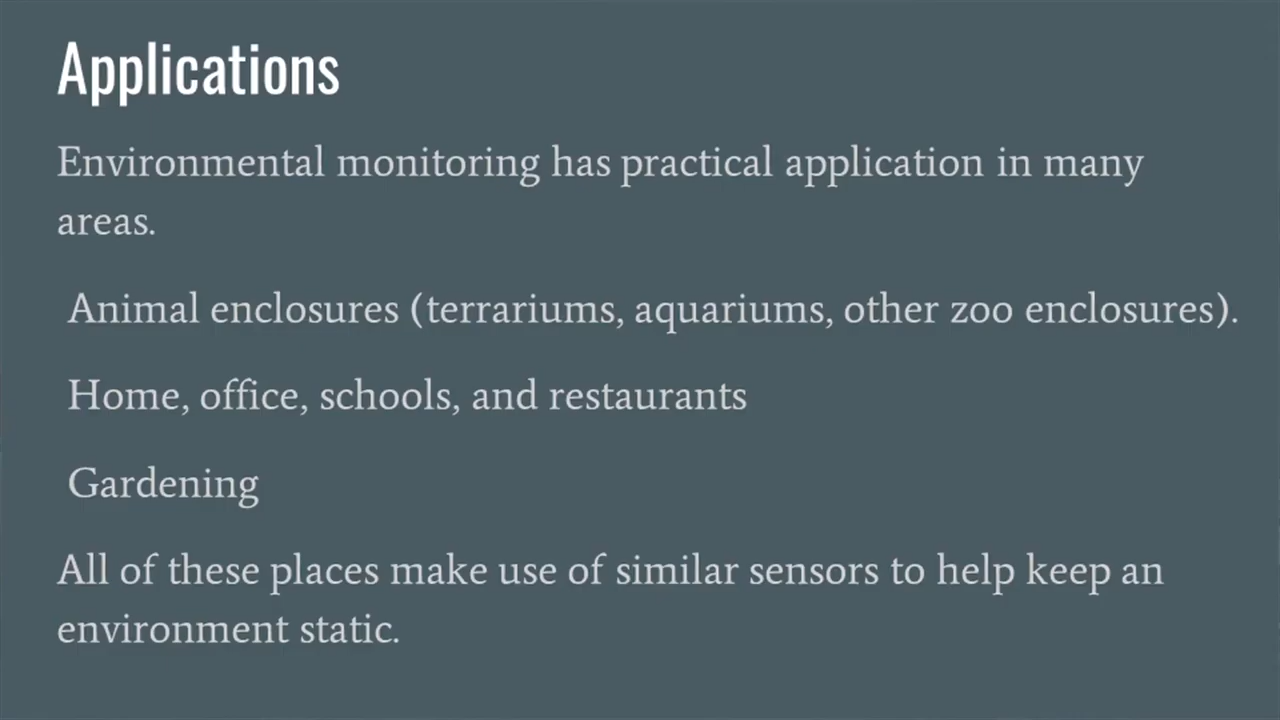 Applications
Environmental monitoring has practical application in many
areas.
Animal enclosures (terrariums, aquariums, other zoo enclosures).
Home, office, schools, and restaurants
Gardening
All of these places make use of similar sensors to help keep an
environment static.